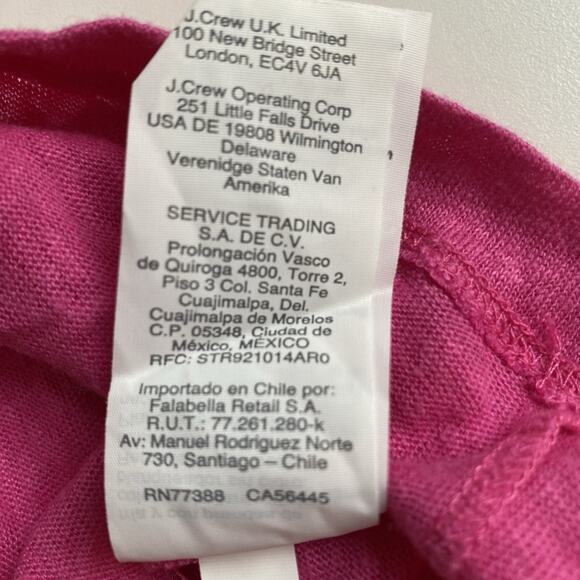 J.Crew U.K. Limited
100 New Bridge Street
London, EC4V 6JA
J.Crew Operating Corp
251 Little Falls Drive
USA DE 19808 Wilmington
Delaware
Verenidge Staten Van
Amerika
SERVICE TRADING
S.A. DE C.V.
Prolongación Vasco
de Quiroga 4800, Torre 2,
Piso 3 Col. Santa Fe
Cuajimalpa, Del.
Cuajimalpa de Morelos
C.P. 05348, Ciudad de
México, MEXICO
RFC: STR921014AR0
Importado en Chile por:
Falabella Retail S.A.
R.U.T.: 77.261.280-k
Av: Manuel Rodriguez Norte
730, Santiago – Chile
RN77388 CA56445